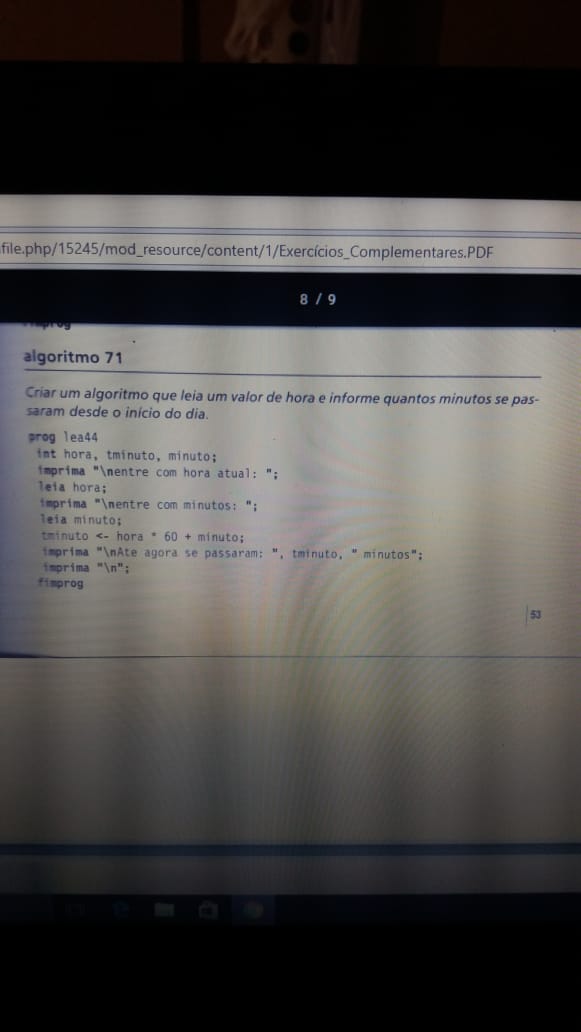 file.php/15245/mod_resource/content/1/Exercícios_Complementares.PDF
8 / 9
fimprog
algoritmo 71
Criar um algoritmo que leia um valor de hora e informe quantos minutos se pas-
saram desde o início do dia.
prog lea44
int hora, tminuto, minuto;
imprima "\nentre com hora atual: ";
leia hora;
imprima "\nentre com minutos: ";
leia minuto;
tminuto <- hora * 60 + minuto;
imprima "\nAte agora se passaram: ", tminuto, " minutos";
imprima "\n";
fimprog
53